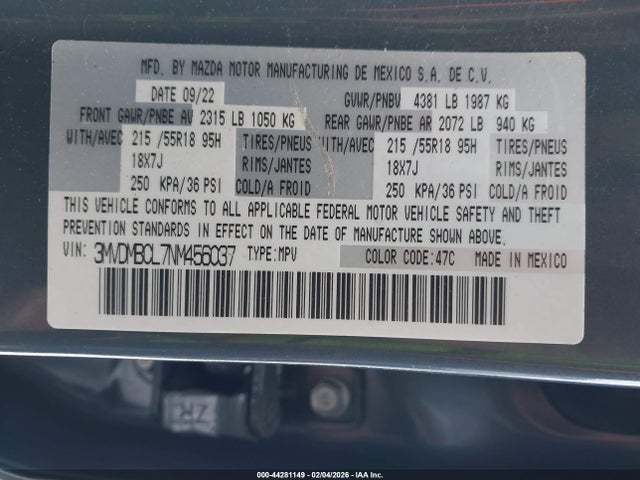 MFD. BY MAZDA MOTOR MANUFACTURING DE MEXICO S.A. DE C.V.
DATE 09/22 GVWR/PNBV 4381 LB 1987 KG
FRONT GAWR/PNBE AV 2315 LB 1050 KG REAR GAWR/PNBE AR 2072 LB 940 KG
WITH/AVEC 215 /55R18 95H TIRES/PNEUS WITH/AVEC 215 /55R18 95H TIRES/PNEUS
18X7J RIMS/JANTES 18X7J RIMS/JANTES
250 KPA/36 PSI COLD/A FROID 250 KPA/36 PSI COLD/A FROID
THIS VEHICLE CONFORMS TO ALL APPLICABLE FEDERAL MOTOR VEHICLE SAFETY AND THEFT
PREVENTION STANDARDS IN EFFECT ON THE DATE OF MANUFACTURE SHOWN ABOVE.
VIN: 3MVDMBCL7NM456037 TYPE: MPV COLOR CODE: 47C MADE IN MEXICO
000-44281149 - 02/04/2026 - IAA Inc.